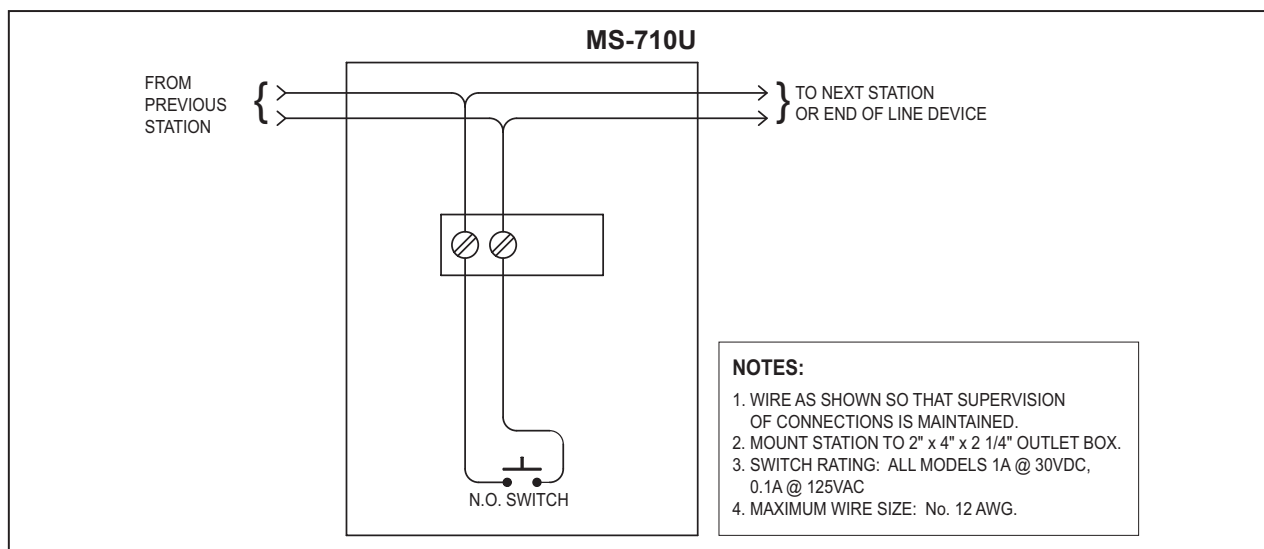 MS-710U
FROM
PREVIOUS
STATION
TO NEXT STATION
OR END OF LINE DEVICE
N.O. SWITCH
NOTES:
1. WIRE AS SHOWN SO THAT SUPERVISION
OF CONNECTIONS IS MAINTAINED.
2. MOUNT STATION TO 2" x 4" x 2 1/4" OUTLET BOX.
3. SWITCH RATING: ALL MODELS 1A @ 30VDC,
0.1A @ 125VAC
4. MAXIMUM WIRE SIZE: No. 12 AWG.